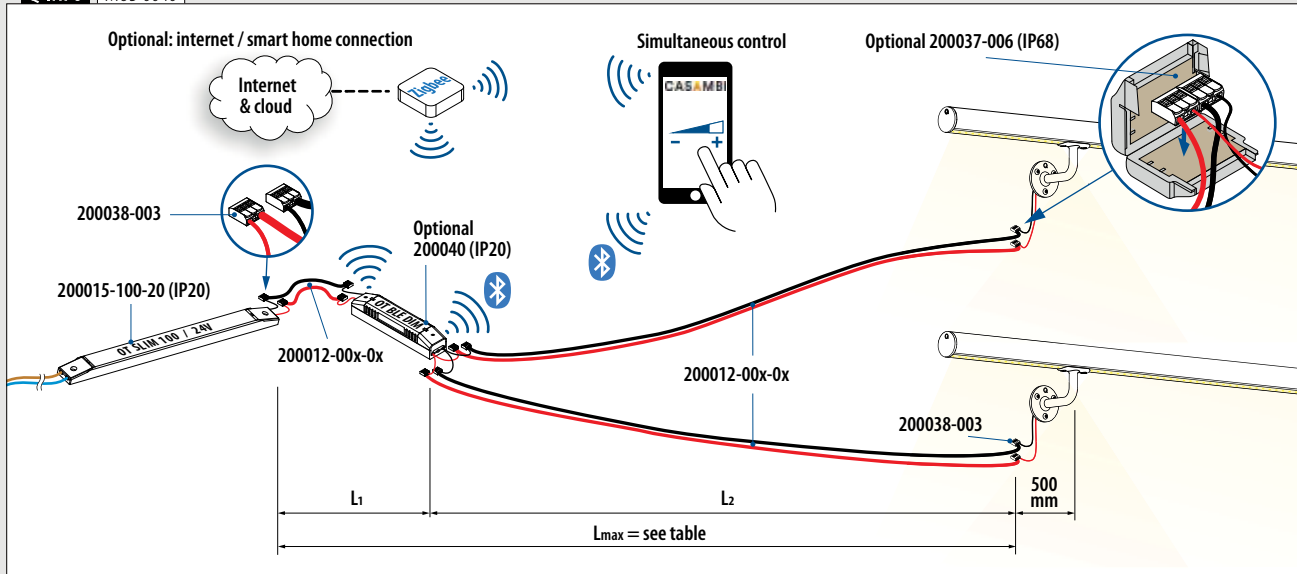 Optional: internet / smart home connection
Simultaneous control
Optional 200037-006 (IP68)
Internet
& cloud
Zigbee
CASAMBI
- +
200038-003
Optional
200040 (IP20)
200015-100-20 (IP20)
OT SLIM 100 / 24V
OT BLE DIM
200012-00x-0x
200012-00x-0x
200038-003
L1
L2
500
mm
Lmax = see table